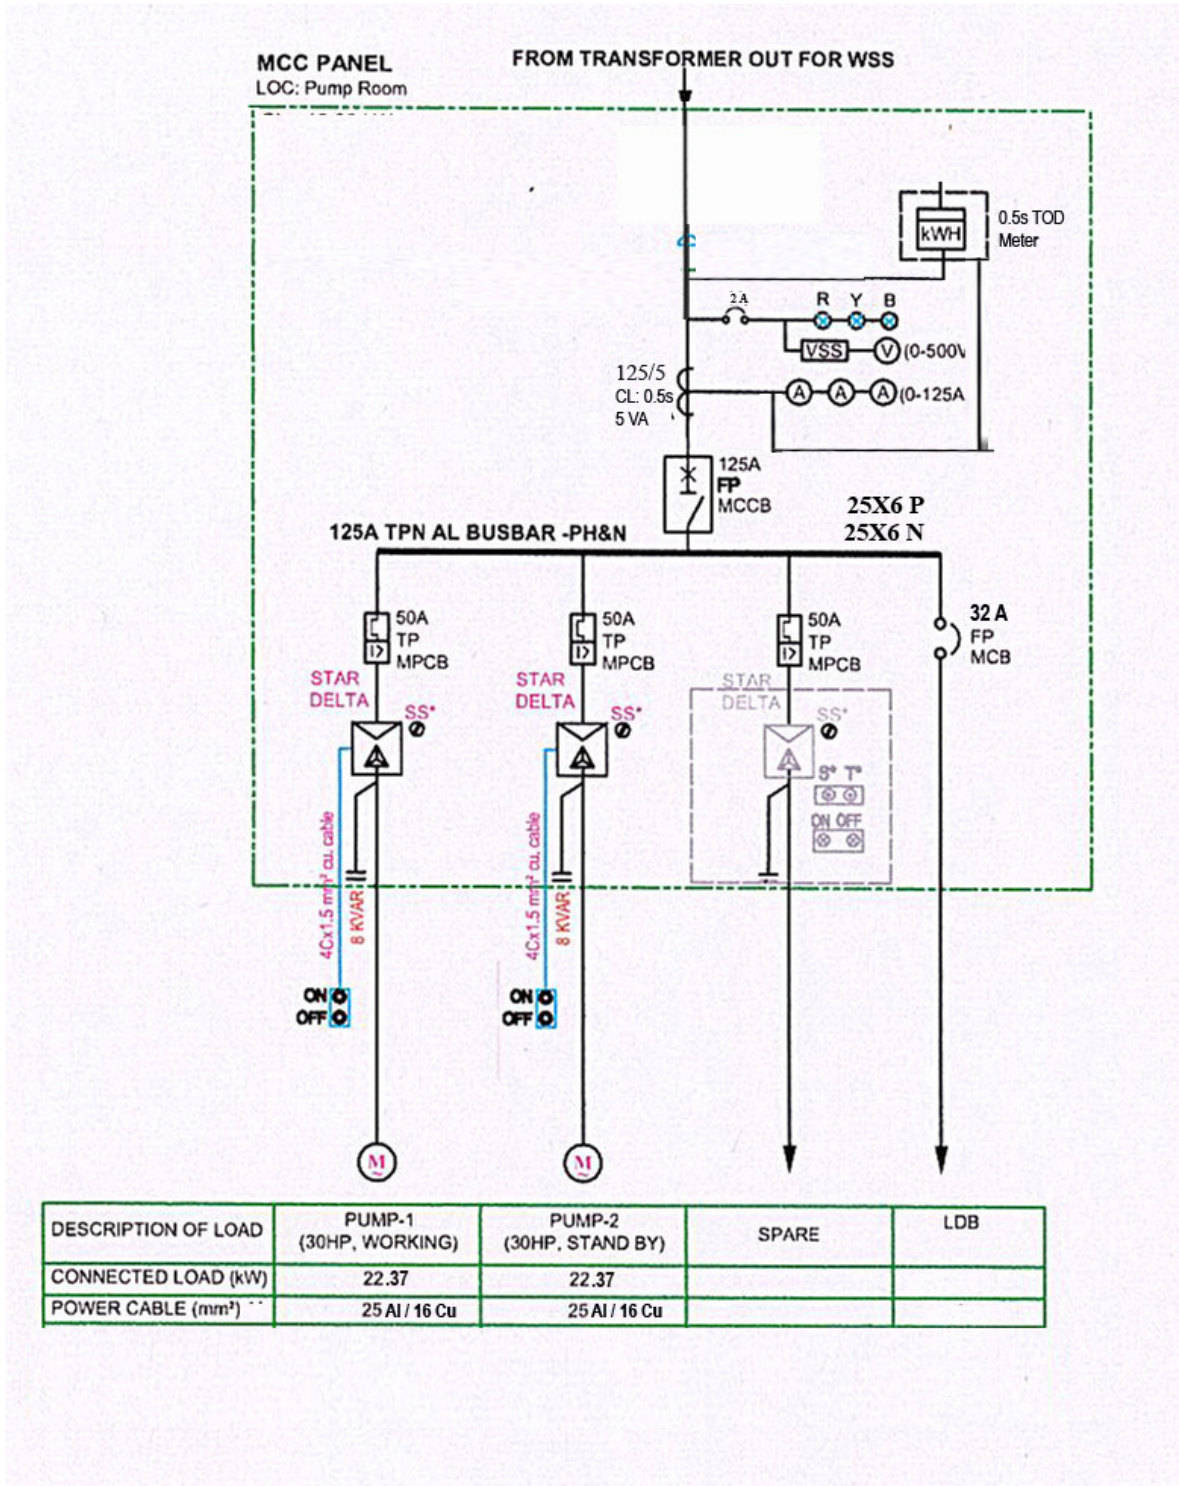 MCC PANEL
LOC: Pump Room
FROM TRANSFORMER OUT FOR WSS
kWH
0.5s TOD
Meter
2 A
R Y B
VSS
V
(0-500V
125/5
CL: 0.5s
5 VA
A A A
(0-125A
125A
FP
MCCB
25X6 P
25X6 N
125A TPN AL BUSBAR -PH&N
50A
TP
MPCB
50A
TP
MPCB
50A
TP
MPCB
32 A
FP
MCB
STAR
DELTA
SS*
STAR
DELTA
SS*
STAR
DELTA
SS*
S* T*
ON OFF
4Cx1.5 mm² cu. cable
8 KVAR
4Cx1.5 mm² cu. cable
8 KVAR
ON
OFF
ON
OFF
M
M
DESCRIPTION OF LOAD
PUMP-1
(30HP, WORKING)
PUMP-2
(30HP, STAND BY)
SPARE
LDB
CONNECTED LOAD (kW) 22.37 22.37
POWER CABLE (mm²) 25 Al / 16 Cu 25 Al / 16 Cu